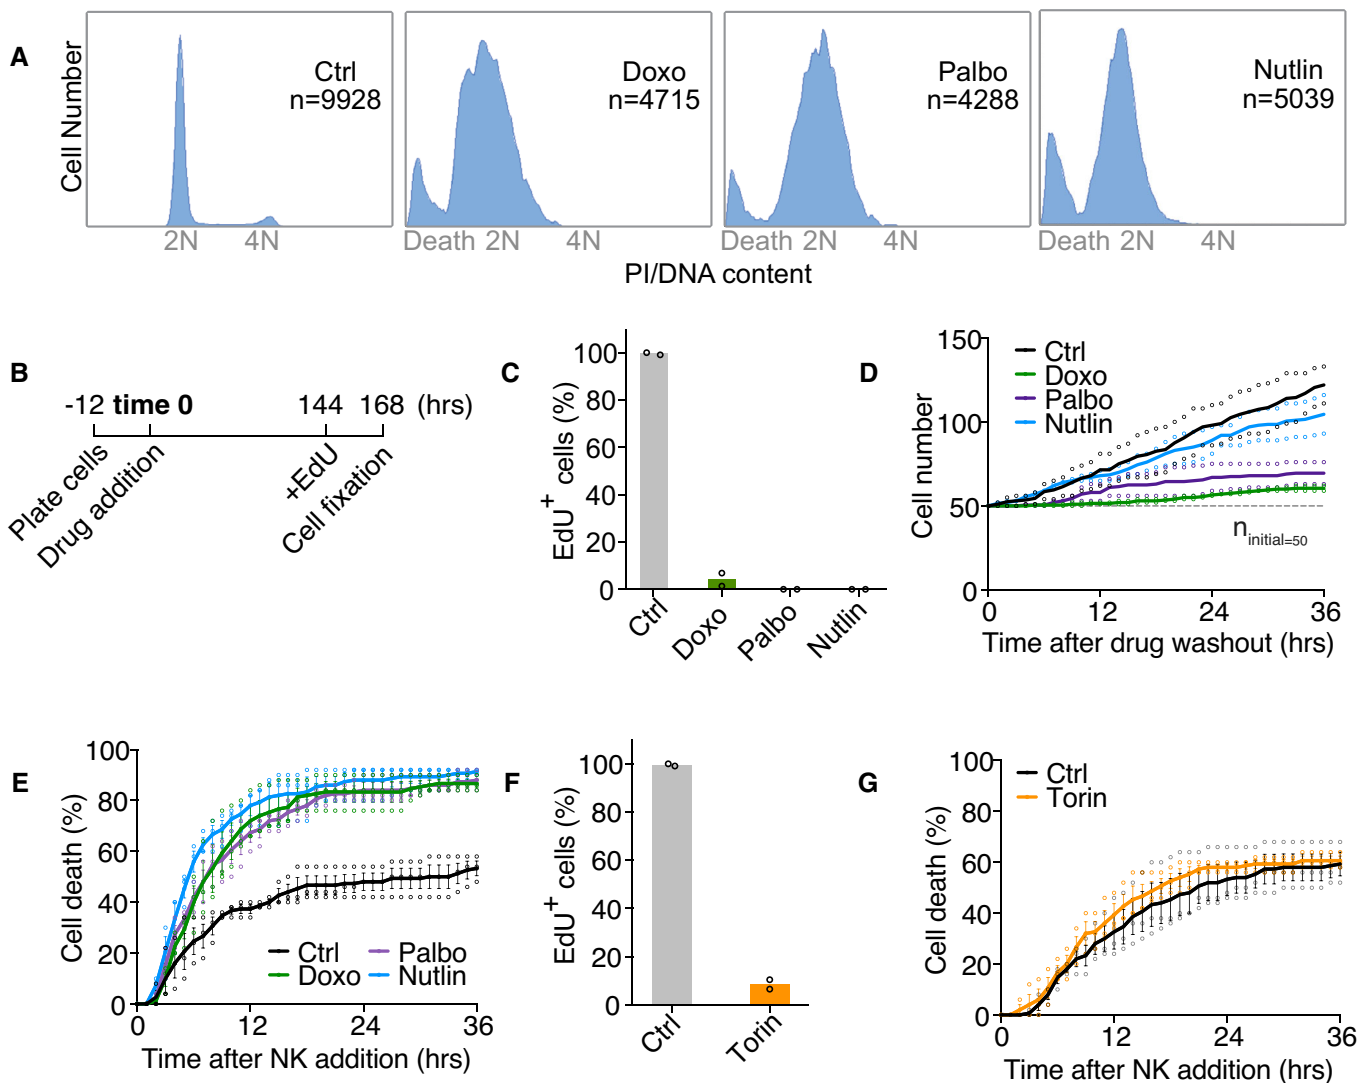 A
Cell Number
Ctrl
n=9928
Doxo
n=4715
Palbo
n=4288
Nutlin
n=5039
2N 4N
Death 2N 4N
Death 2N 4N
Death 2N 4N
PI/DNA content
B
-12 time 0 144 168 (hrs)
Plate cells
Drug addition
+EdU
Cell fixation
C
EdU+ cells (%)
100
80
60
40
20
0
Ctrl
Doxo
Palbo
Nutlin
D
Cell number
150
100
50
0
Ctrl
Doxo
Palbo
Nutlin
ninitial=50
0 12 24 36
Time after drug washout (hrs)
E
Cell death (%)
100
80
60
40
20
0
Ctrl
Doxo
Palbo
Nutlin
0 12 24 36
Time after NK addition (hrs)
F
EdU+ cells (%)
100
80
60
40
20
0
Ctrl
Torin
G
Cell death (%)
100
80
60
40
20
0
Ctrl
Torin
0 12 24 36
Time after NK addition (hrs)